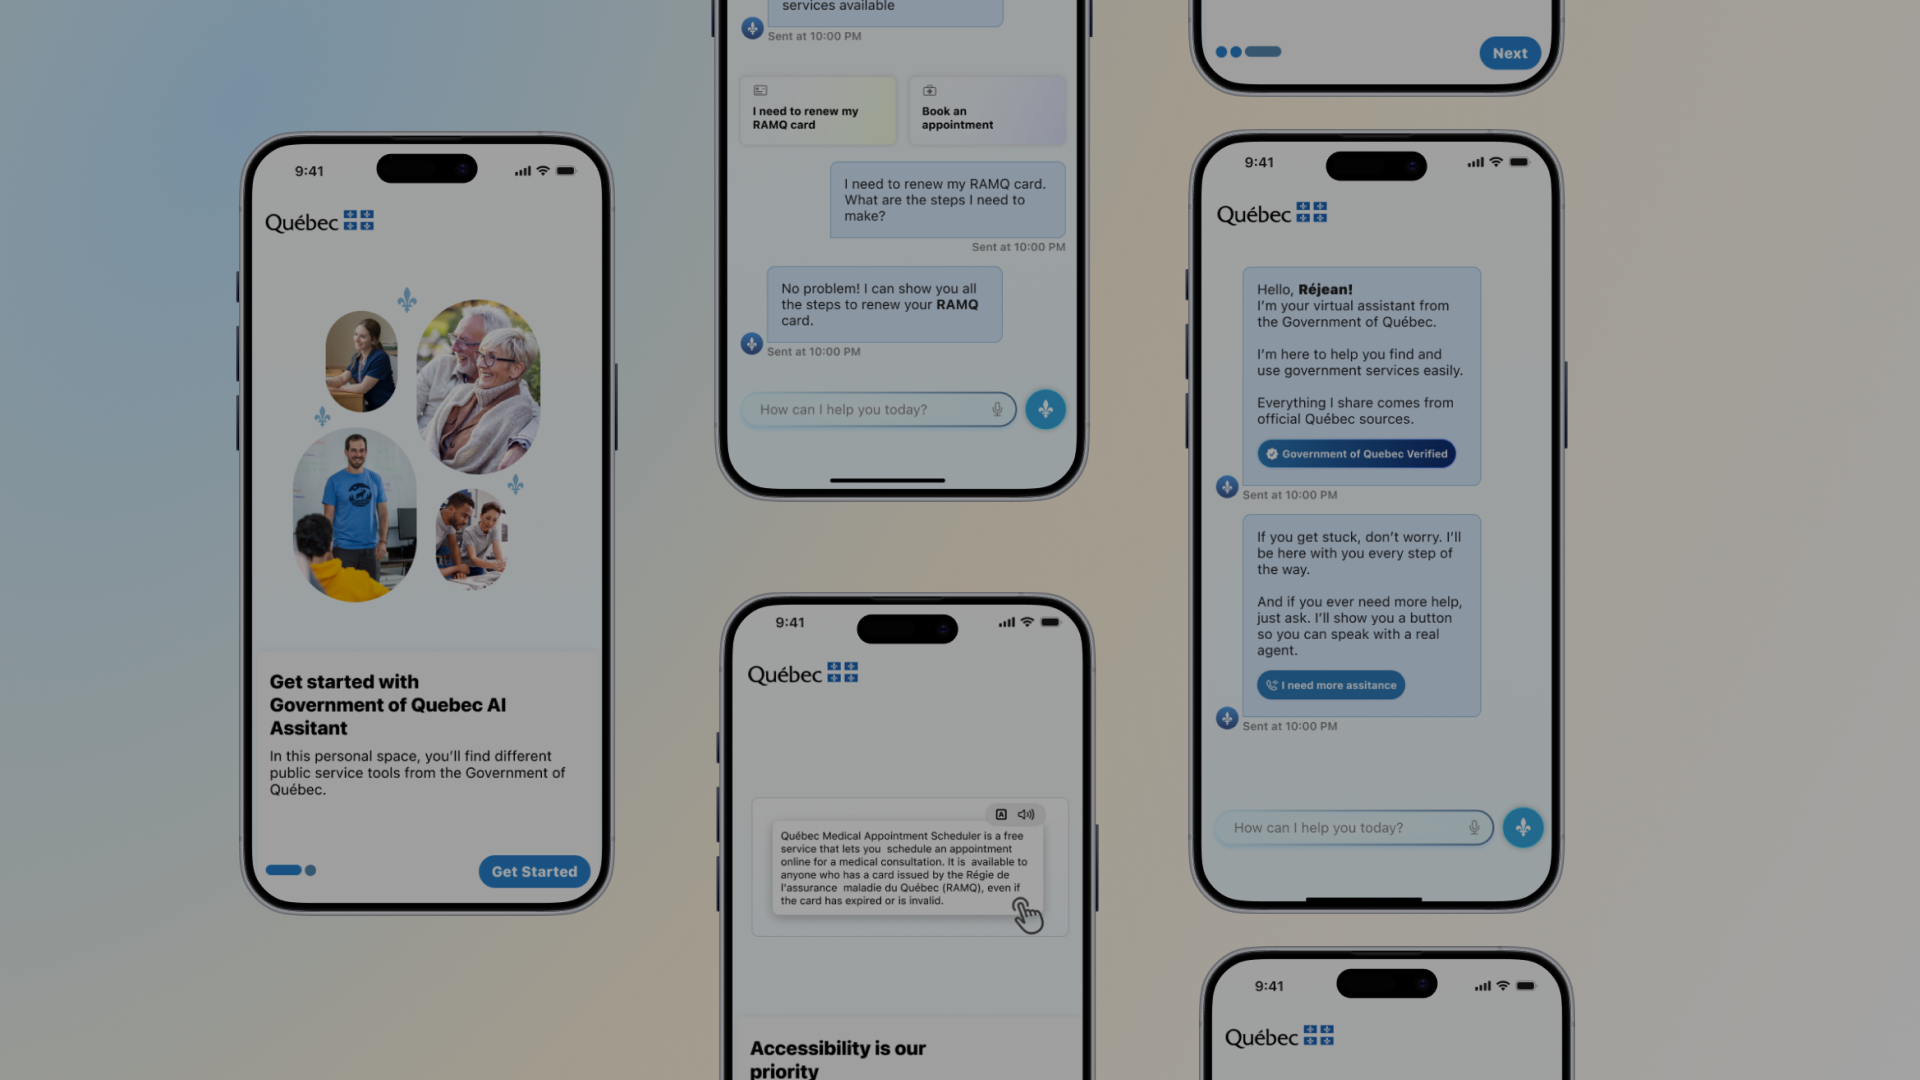 9:41
Québec
Get started with
Government of Quebec AI
Assitant
In this personal space, you'll find different
public service tools from the Government of
Québec.
Get Started
services available
Sent at 10:00 PM
I need to renew my
RAMQ card
Book an
appointment
I need to renew my RAMQ card.
What are the steps I need to
make?
Sent at 10:00 PM
No problem! I can show you all
the steps to renew your RAMQ
card.
Sent at 10:00 PM
How can I help you today?
9:41
Québec
A
Québec Medical Appointment Scheduler is a free
service that lets you schedule an appointment
online for a medical consultation. It is available to
anyone who has a card issued by the Régie de
l'assurance maladie du Québec (RAMQ), even if
the card has expired or is invalid.
Accessibility is our
priority
Next
9:41
Québec
Hello, Réjean!
I'm your virtual assistant from
the Government of Québec.
I'm here to help you find and
use government services easily.
Everything I share comes from
official Québec sources.
Government of Quebec Verified
Sent at 10:00 PM
If you get stuck, don't worry. I'll
be here with you every step of
the way.
And if you ever need more help,
just ask. I'll show you a button
so you can speak with a real
agent.
I need more assitance
Sent at 10:00 PM
How can I help you today?
9:41
Québec